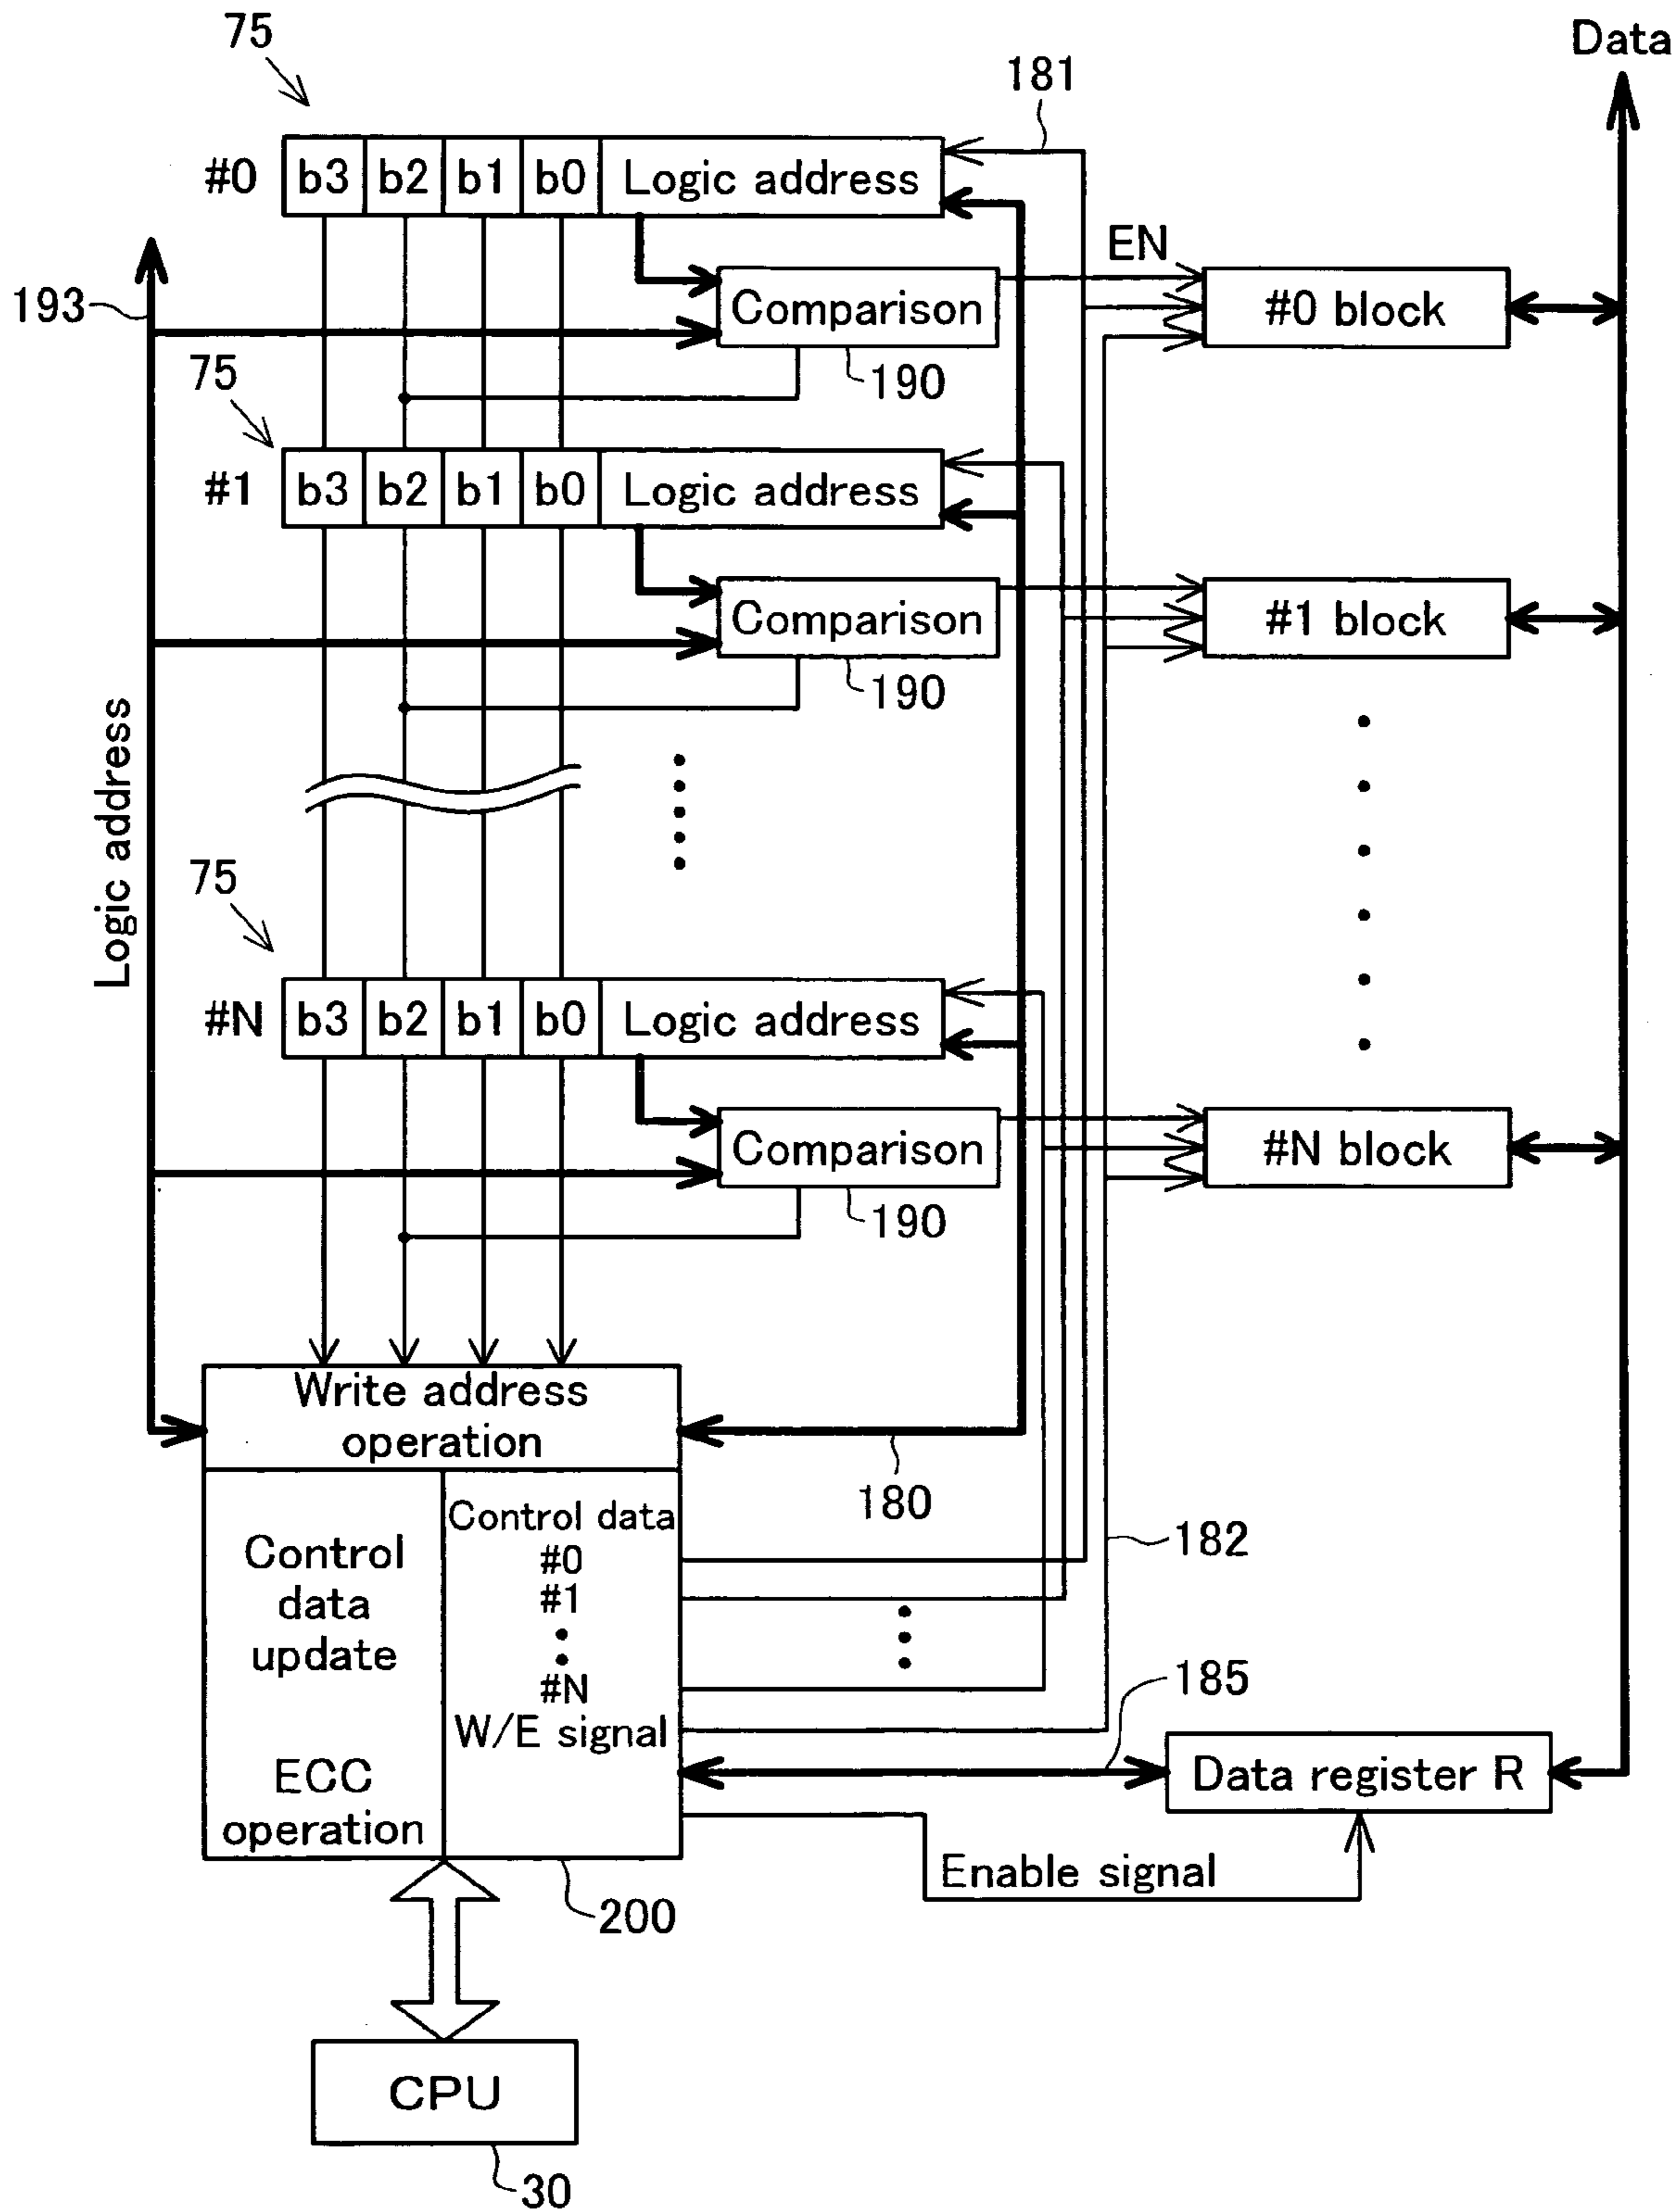 75
Data
181
#0 b3 b2 b1 b0 Logic address
EN
193
Comparison
#0 block
75
190
#1 b3 b2 b1 b0 Logic address
Comparison
#1 block
190
Logic address
75
#N b3 b2 b1 b0 Logic address
Comparison
#N block
190
Write address
operation
180
Control data
#0
#1
#N
W/E signal
Control
data
update
ECC
operation
182
185
Data register R
Enable signal
200
CPU
30